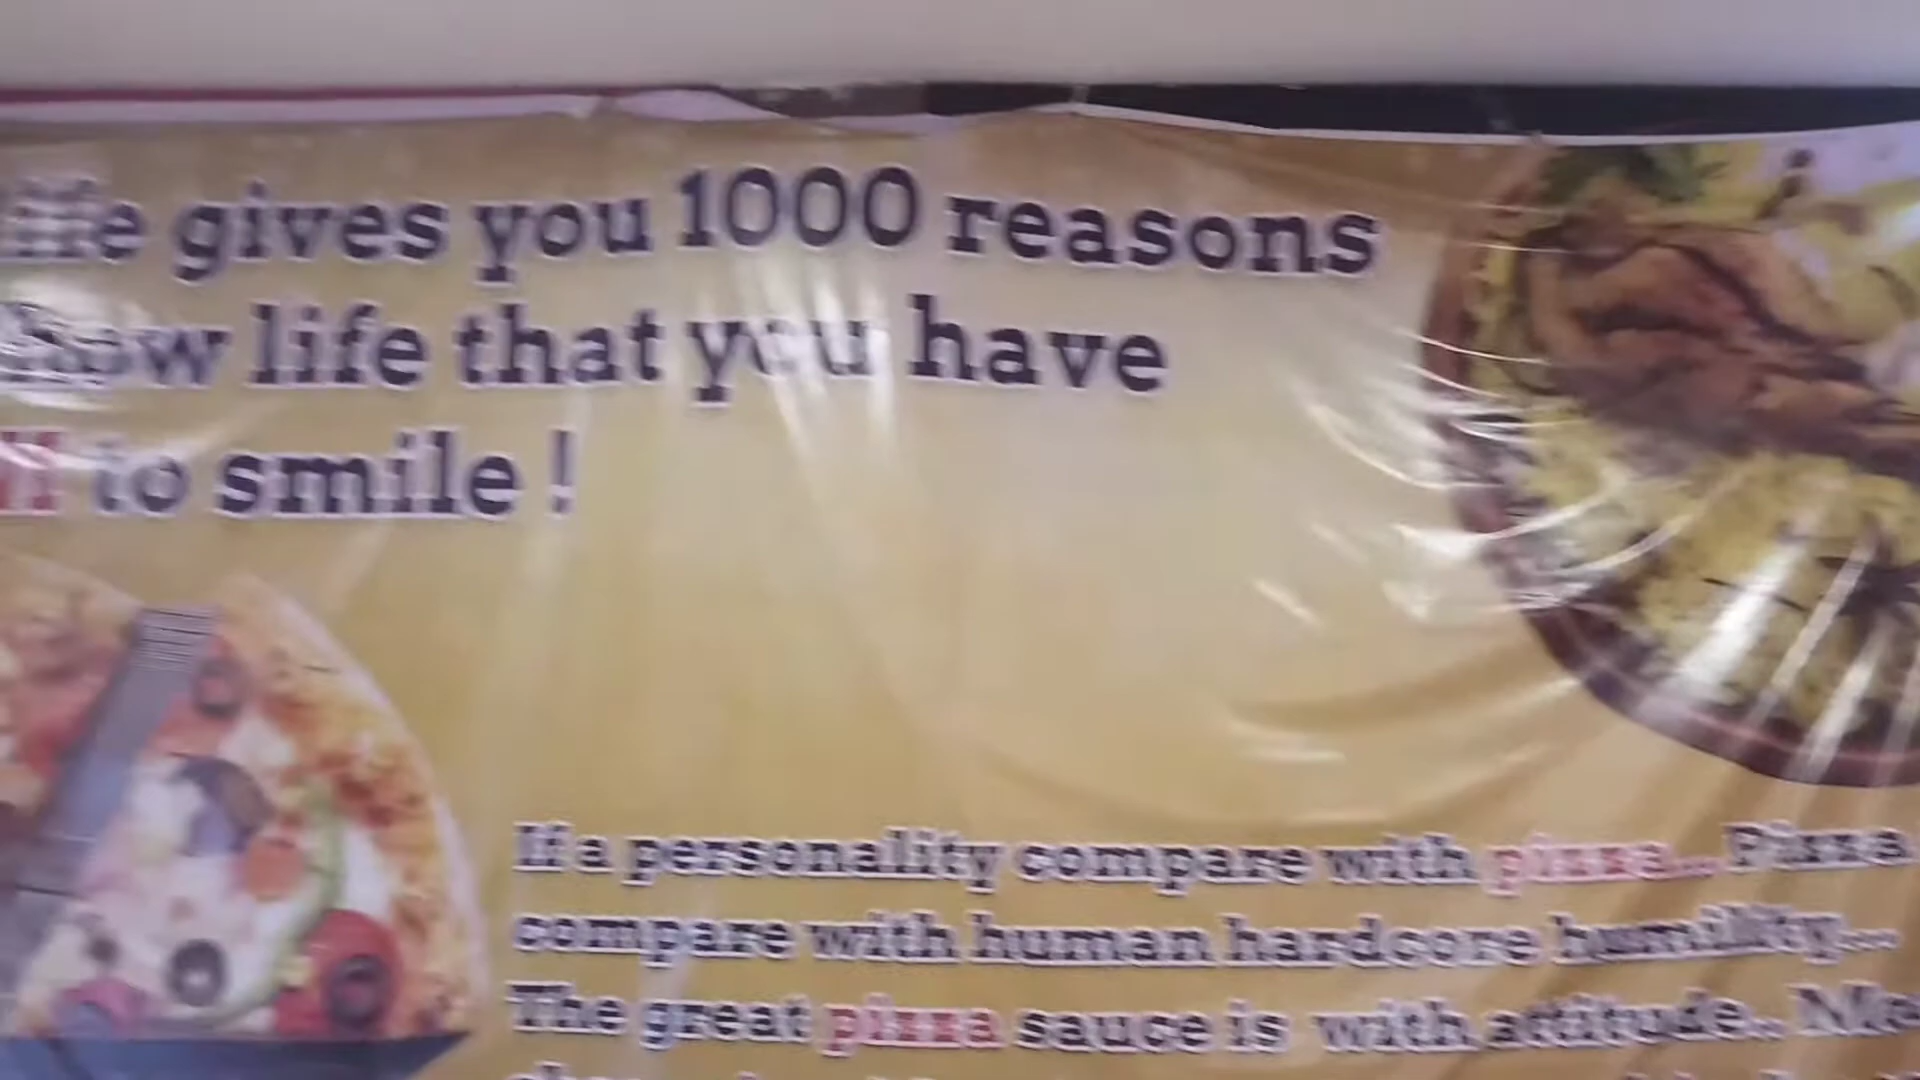 life gives you 1000 reasons
show life that you have
to smile !
If a personality compare with pizza... Pizza
compare with human hardcore humility...
The great pizza sauce is with attitude..